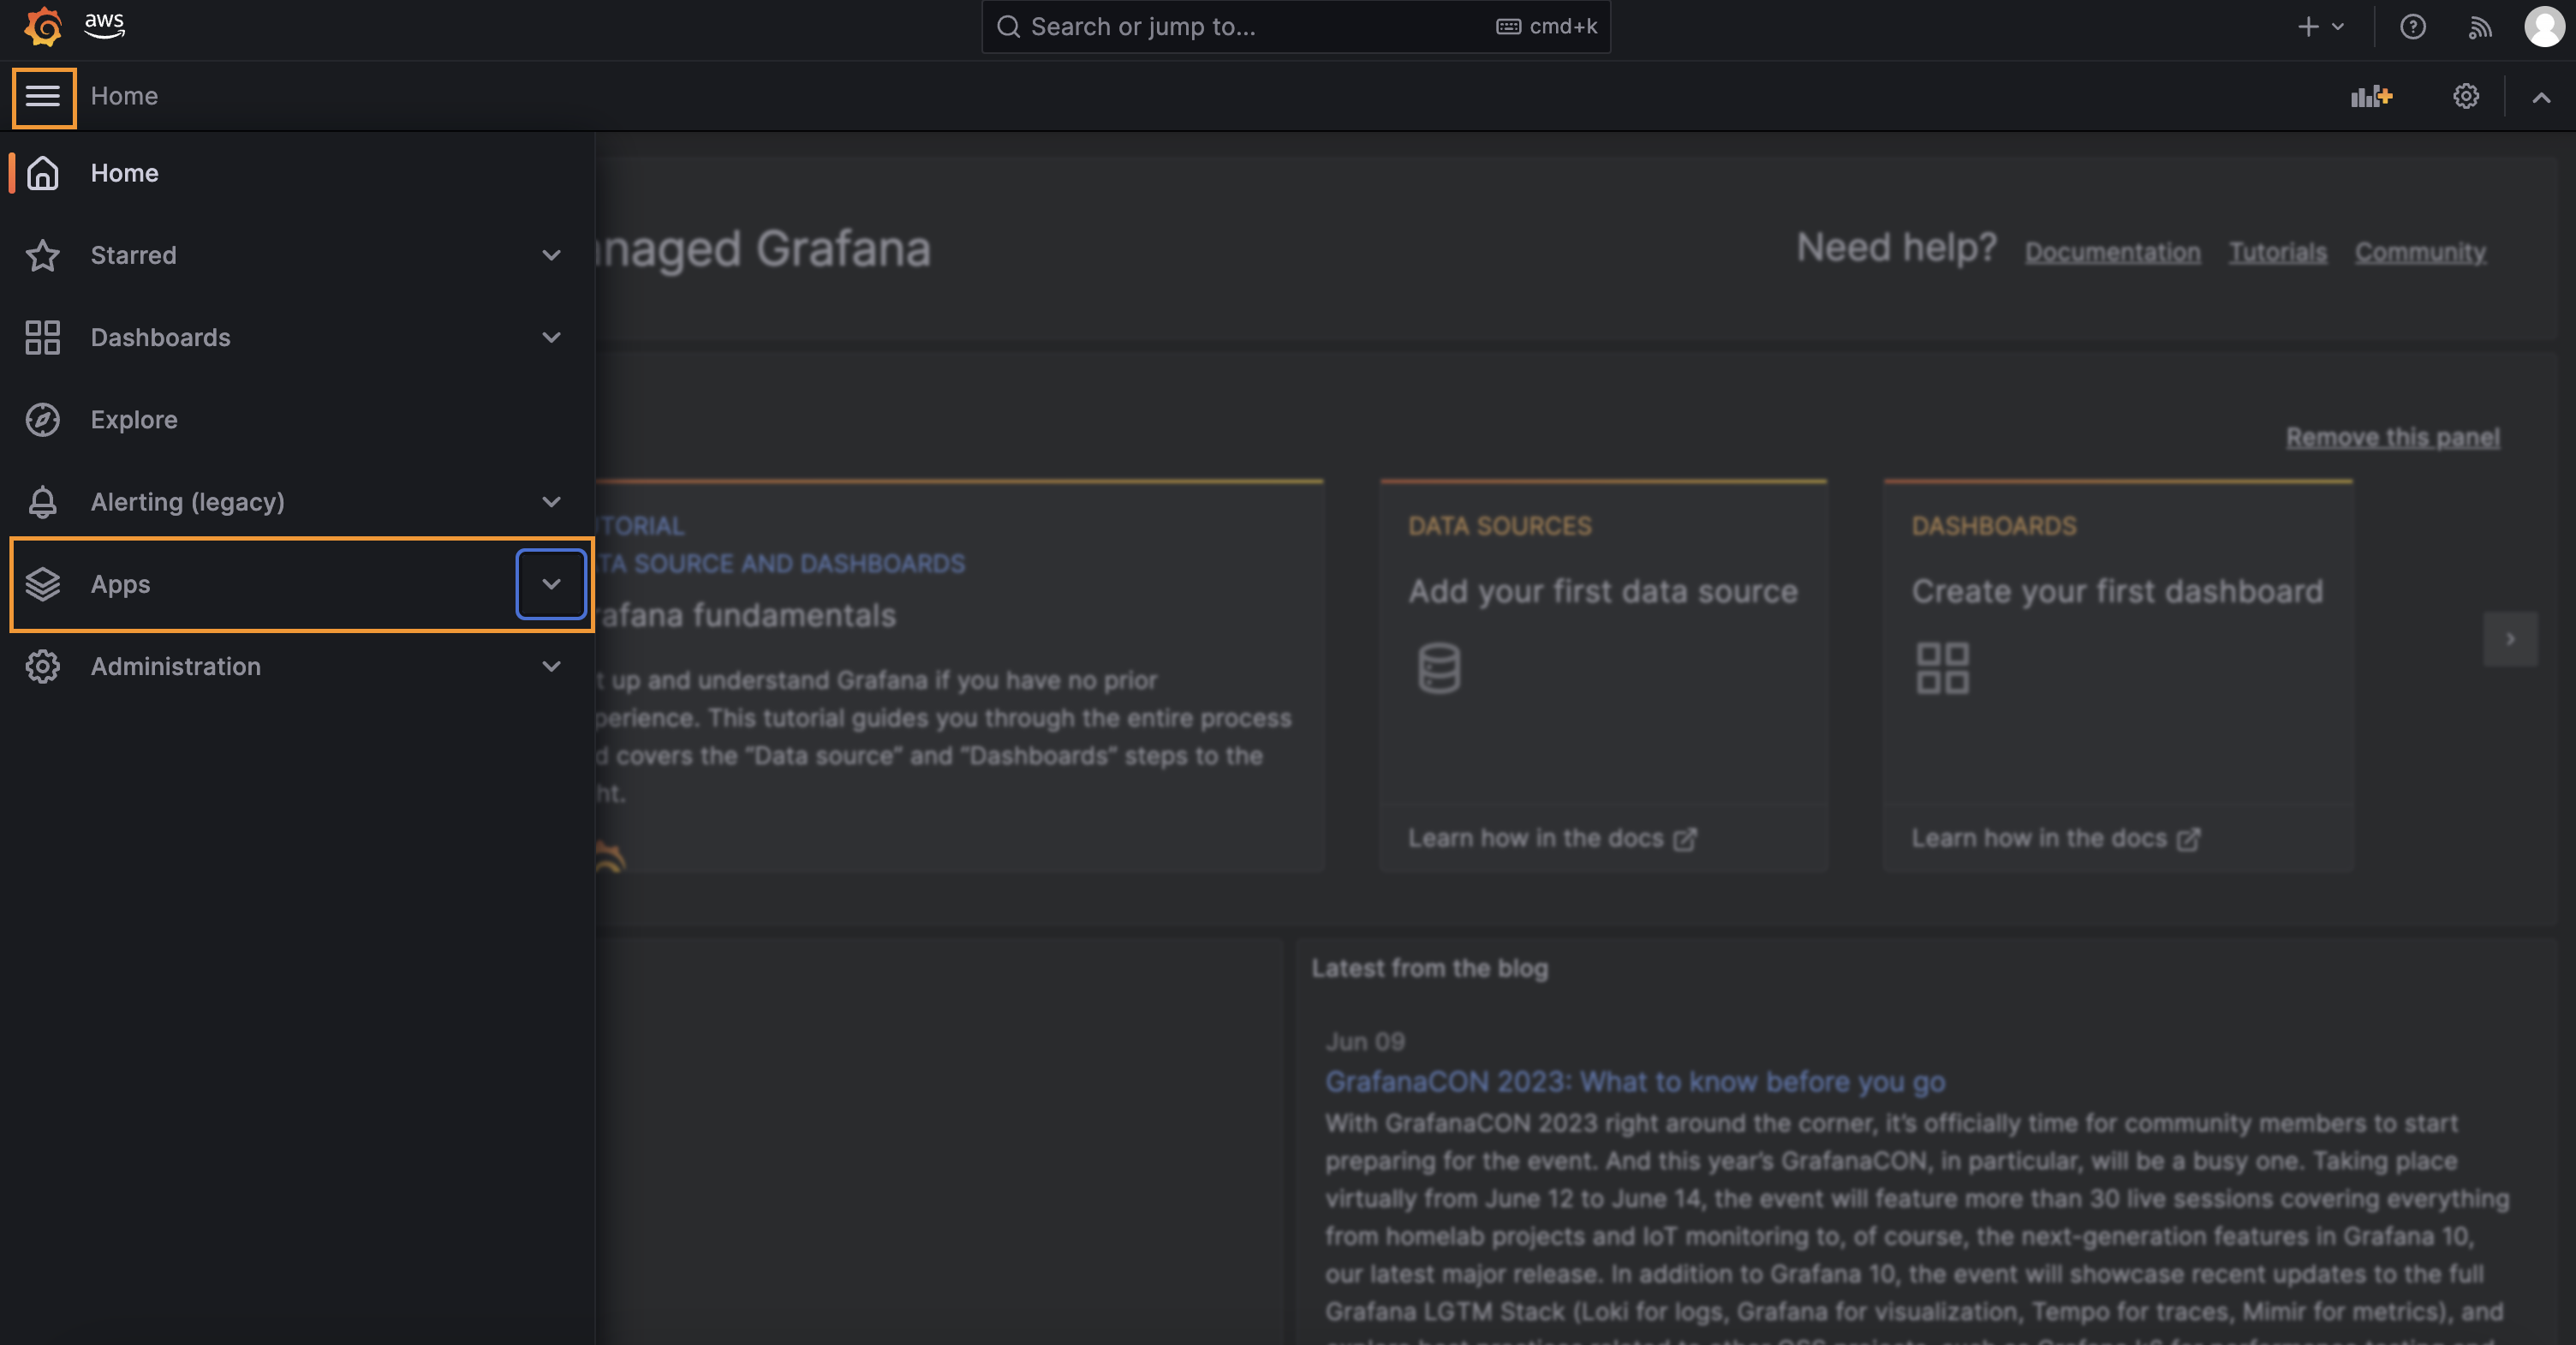 aws
Search or jump to...
cmd+k
Home
Home
Starred
Dashboards
Explore
Alerting (legacy)
Apps
Administration
Grafana
Need help? Documentation Tutorials Community
Remove this panel
SOURCE AND DASHBOARDS
fundamentals
up and understand Grafana if you have no prior
This tutorial guides you through the entire process
covers the “Data source” and “Dashboards” steps to the
DATA SOURCES
Add your first data source
Learn how in the docs
DASHBOARDS
Create your first dashboard
Learn how in the docs
Latest from the blog
Jun 09
GrafanaCON 2023: What to know before you go
With GrafanaCON 2023 right around the corner, it’s officially time for community members to start
preparing for the event. And this year’s GrafanaCON, in particular, will be a busy one. Taking place
virtually from June 12 to June 14, the event will feature more than 30 live sessions covering everything
from homelab projects and IoT monitoring to, of course, the next-generation features in Grafana 10,
our latest major release. In addition to Grafana 10, the event will showcase recent updates to the full
Grafana LGTM Stack (Loki for logs, Grafana for visualization, Tempo for traces, Mimir for metrics), and